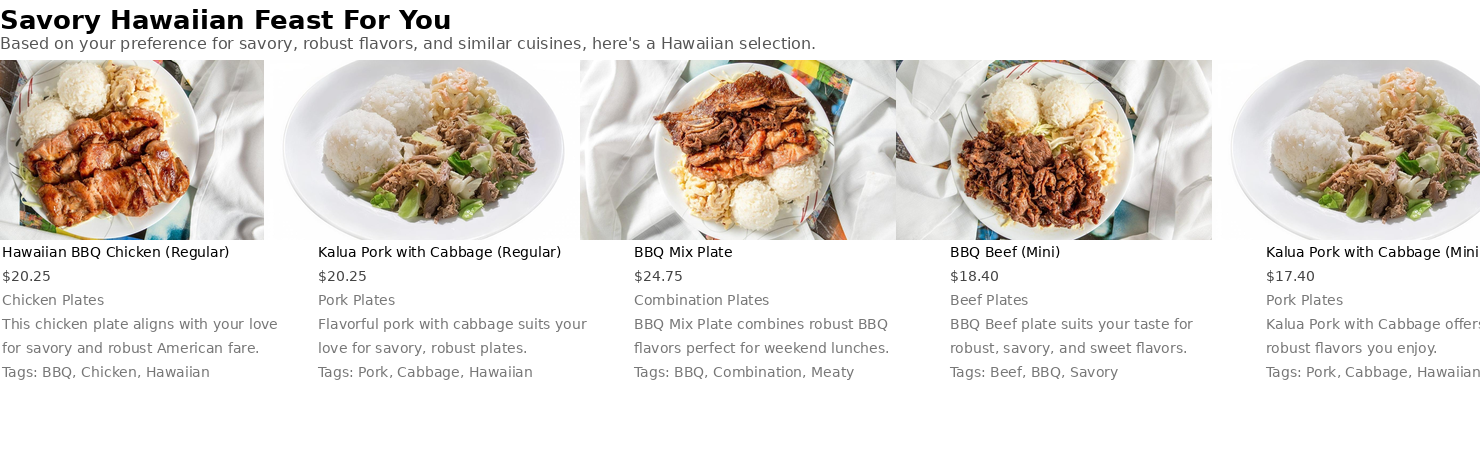 Savory Hawaiian Feast For You
Based on your preference for savory, robust flavors, and similar cuisines, here's a Hawaiian selection.
Hawaiian BBQ Chicken (Regular)
$20.25
Chicken Plates
This chicken plate aligns with your love
for savory and robust American fare.
Tags: BBQ, Chicken, Hawaiian
Kalua Pork with Cabbage (Regular)
$20.25
Pork Plates
Flavorful pork with cabbage suits your
love for savory, robust plates.
Tags: Pork, Cabbage, Hawaiian
BBQ Mix Plate
$24.75
Combination Plates
BBQ Mix Plate combines robust BBQ
flavors perfect for weekend lunches.
Tags: BBQ, Combination, Meaty
BBQ Beef (Mini)
$18.40
Beef Plates
BBQ Beef plate suits your taste for
robust, savory, and sweet flavors.
Tags: Beef, BBQ, Savory
Kalua Pork with Cabbage (Mini
$17.40
Pork Plates
Kalua Pork with Cabbage offers
robust flavors you enjoy.
Tags: Pork, Cabbage, Hawaiian